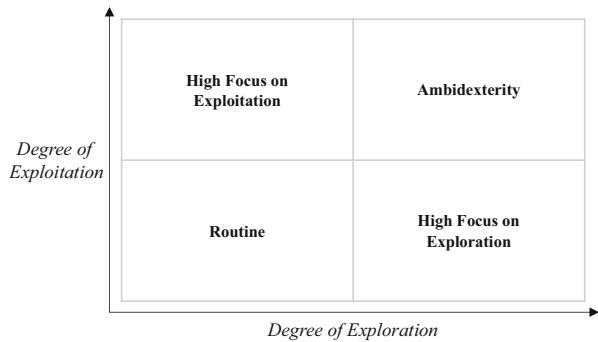 High Focus on
Exploitation
Ambidexterity
Degree of
Exploitation
Routine
High Focus on
Exploration
Degree of Exploration